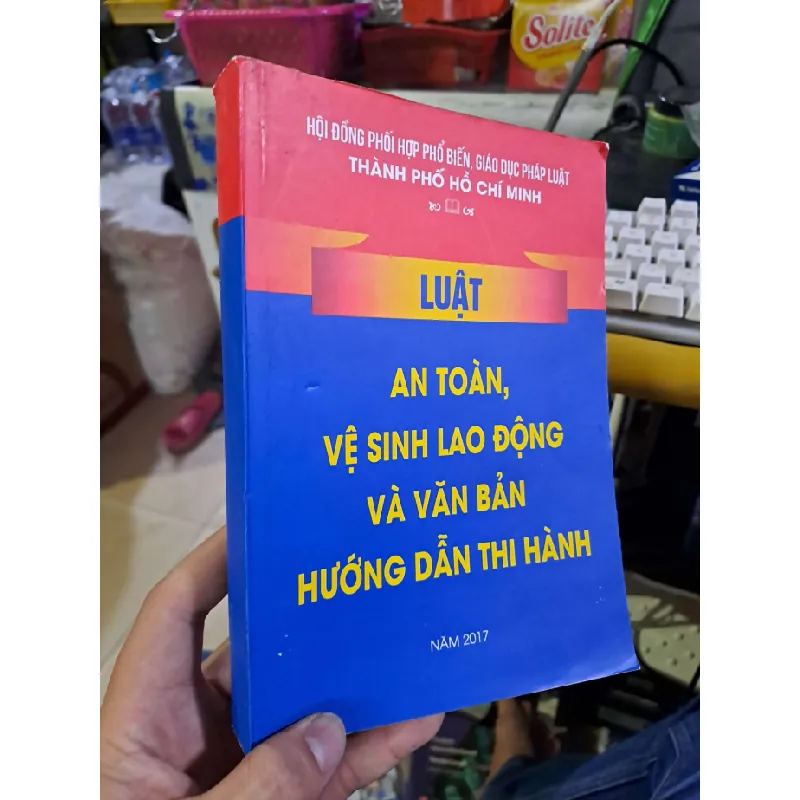 Solite
HỘI ĐỒNG PHỐI HỢP PHỔ BIẾN, GIÁO DỤC PHÁP LUẬT
THÀNH PHỐ HỒ CHÍ MINH
LUẬT
AN TOÀN,
VỆ SINH LAO ĐỘNG
VÀ VĂN BẢN
HƯỚNG DẪN THI HÀNH
NĂM 2017